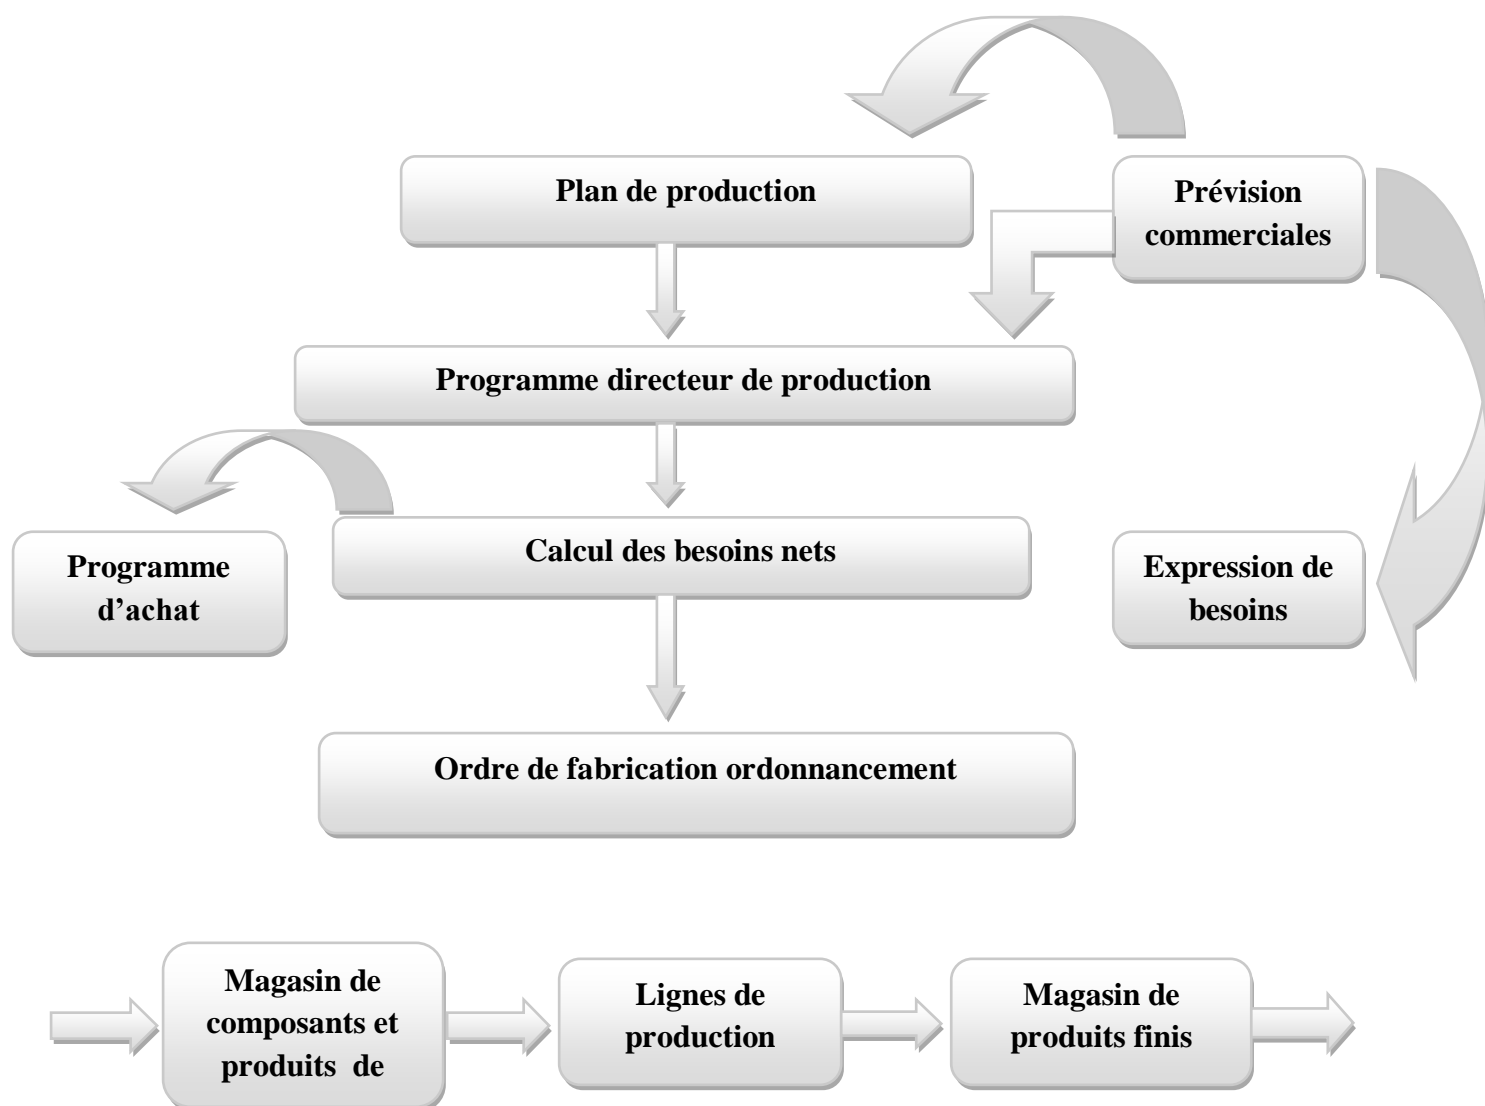 Plan de production
Prévision
commerciales
Programme directeur de production
Calcul des besoins nets
Programme
d’achat
Expression de
besoins
Ordre de fabrication ordonnancement
Magasin de
composants et
produits de
Lignes de
production
Magasin de
produits finis